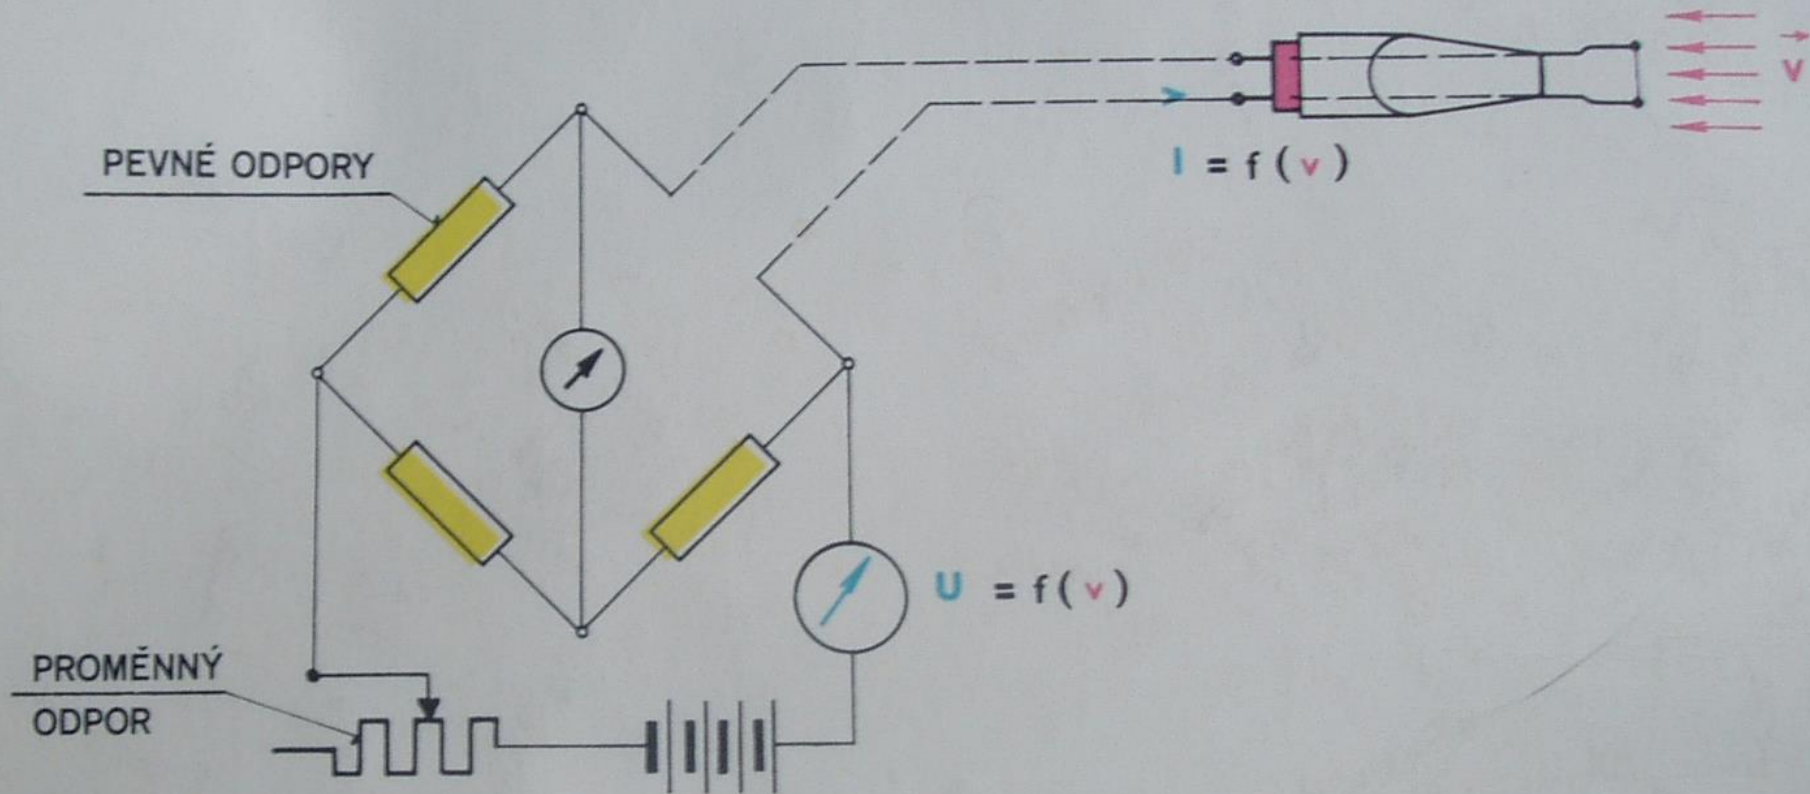 v
PEVNÉ ODPORY
I = f ( v )
U = f ( v )
PROMĚNNÝ
ODPOR